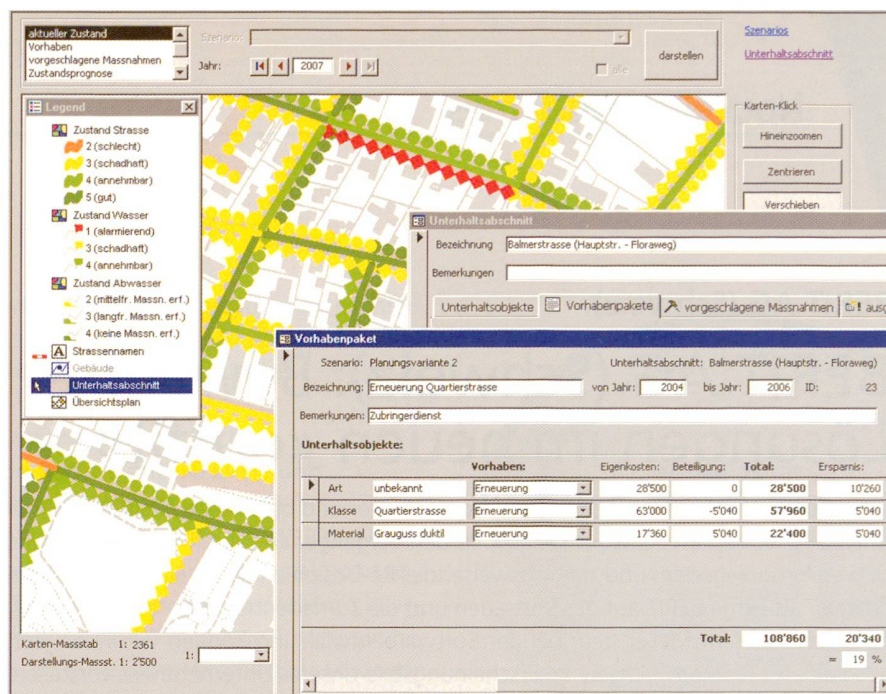 aktueller Zustand
Vorhaben
vorgeschlagene Massnahmen
Zustandsprognose
Szenario:
Jahr:
2007
alle
darstellen
Szenarios
Unterhaltsabschnitt
Karten-Klick
Hineinzoomen
Zentrieren
Verschieben
Legend
Zustand Strasse
2 (schlecht)
3 (schadhaft)
4 (annehmbar)
5 (gut)
Zustand Wasser
1 (alarmierend)
3 (schadhaft)
4 (annehmbar)
Zustand Abwasser
2 (mittelfr. Massn. erf.)
3 (langfr. Massn. erf.)
4 (keine Massn. erf.)
A Strassennamen
Gebäude
Unterhaltsabschnitt
Übersichtsplan
Unterhaltsabschnitt
Bezeichnung Balmerstrasse (Hauptstr. - Floraweg)
Bemerkungen
Unterhaltsobjekte Vorhabenpakete vorgeschlagene Massnahmen ausg
Vorhabenpaket
Szenario: Planungsvariante 2 Unterhaltsabschnitt: Balmerstrasse (Hauptstr. - Floraweg)
Bezeichnung: Erneuerung Quartierstrasse von Jahr: 2004 bis Jahr: 2006 ID: 23
Bemerkungen: Zubringerdienst
Unterhaltsobjekte:
Vorhaben: Eigenkosten: Beteiligung: Total: Ersparnis:
Art unbekannt Erneuerung 28'500 0 28'500 10'260
Klasse Quartierstrasse Erneuerung 63'000 -5'040 57'960 5'040
Material Grauguss duktil Erneuerung 17'360 5'040 22'400 5'040
Total: 108'860 20'340
= 19 %
Karten-Massstab 1: 2361
Darstellungs-Massst. 1: 2'500 1: